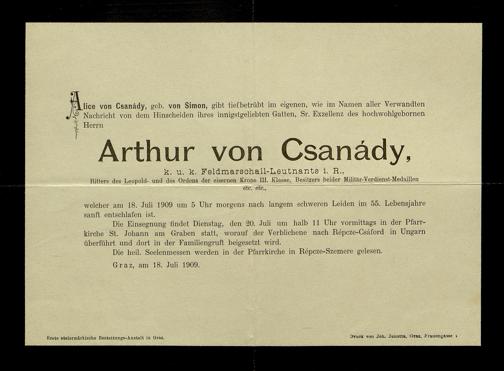 Alice von Csanády, geb. von Simon, gibt tiefbetrübt im eigenen, wie im Namen aller Verwandten
Nachricht von dem Hinscheiden ihres innigstgeliebten Gatten, Sr. Exzellenz des hochwohlgebornen
Herrn
Arthur von Csanády,
k. u. k. Feldmarschall-Leutnants i. R.,
Ritters des Leopold- und des Ordens der eisernen Krone III. Klasse, Besitzers beider Militär-Verdienst-Medaillen
etc. etc.,
welcher am 18. Juli 1909 um 5 Uhr morgens nach langem schweren Leiden im 55. Lebensjahre
sanft entschlafen ist.
Die Einsegnung findet Dienstag, den 20. Juli um halb 11 Uhr vormittags in der Pfarr-
kirche St. Johann am Graben statt, worauf der Verblichene nach Répcze-Csáford in Ungarn
überführt und dort in der Familiengruft beigesetzt wird.
Die heil. Seelenmessen werden in der Pfarrkirche in Répcze-Szemere gelesen.
Graz, am 18. Juli 1909.
Erste steiermärkische Bestattungs-Anstalt in Graz.
Druck von Joh. Janotta, Graz, Frauengasse